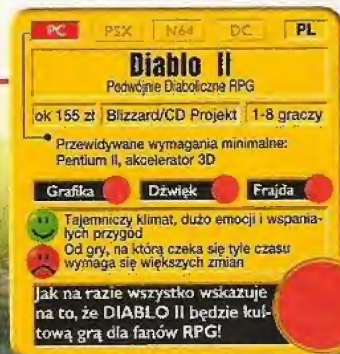 PC PSX N64 DC PL
Diablo II
Podwójnie Diaboliczne RPG
ok 155 zł Blizzard/CD Projekt 1-8 graczy
Przewidywane wymagania minimalne:
Pentium II, akcelerator 3D
Grafika Dźwięk Frajda
Tajemniczy klimat, dużo emocji i wspania-
łych przygód
Od gry, na którą czeka się tyle czasu
wymaga się większych zmian
Jak na razie wszystko wskazuje
na to, że DIABLO II będzie kul-
tową grą dla fanów RPG!